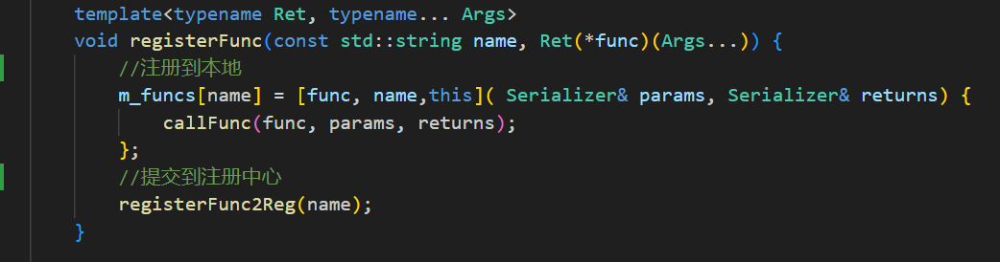 template<typename Ret, typename... Args>
void registerFunc(const std::string name, Ret(*func)(Args...)) {
//注册到本地
m_funcs[name] = [func, name,this]( Serializer& params, Serializer& returns) {
callFunc(func, params, returns);
};
//提交到注册中心
registerFunc2Reg(name);
}